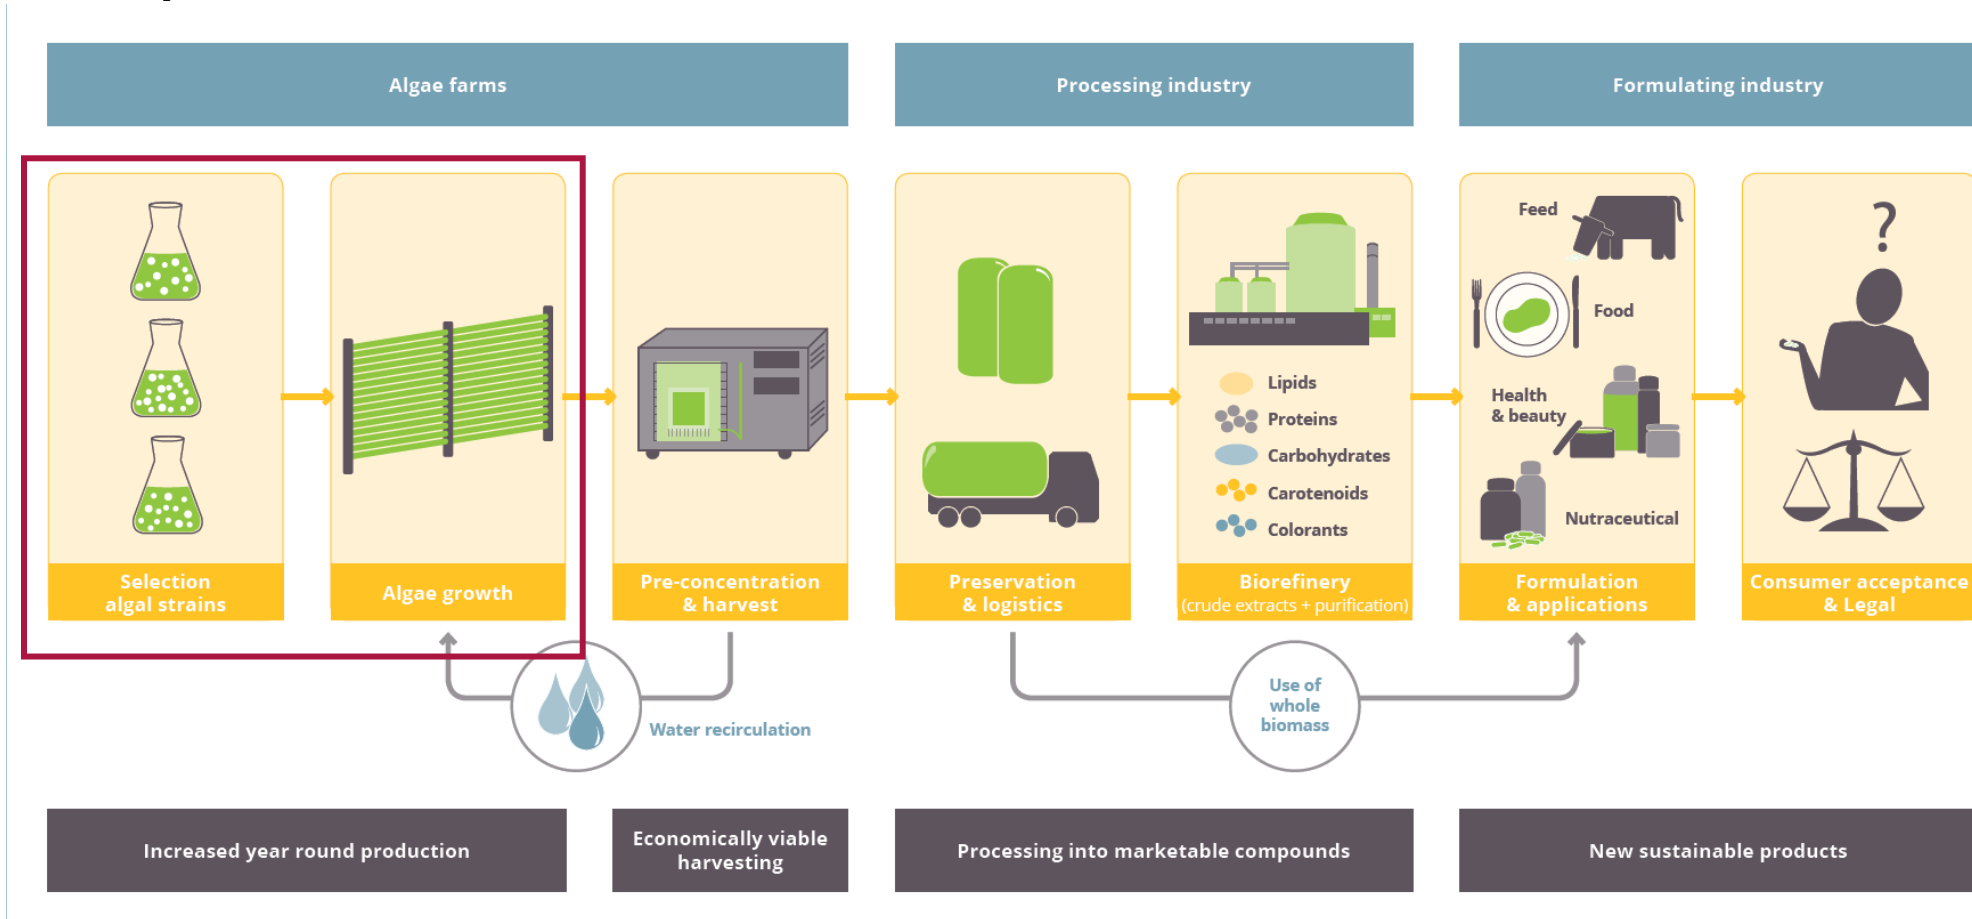 Algae farms
Processing industry
Formulating industry
Selection
algal strains
Algae growth
Pre-concentration
& harvest
Preservation
& logistics
Lipids
Proteins
Carbohydrates
Carotenoids
Colorants
Biorefinery
(crude extracts + purification)
Feed
Food
Health
& beauty
Nutraceutical
Formulation
& applications
?
Consumer acceptance
& Legal
Water recirculation
Use of
whole
biomass
Increased year round production
Economically viable
harvesting
Processing into marketable compounds
New sustainable products